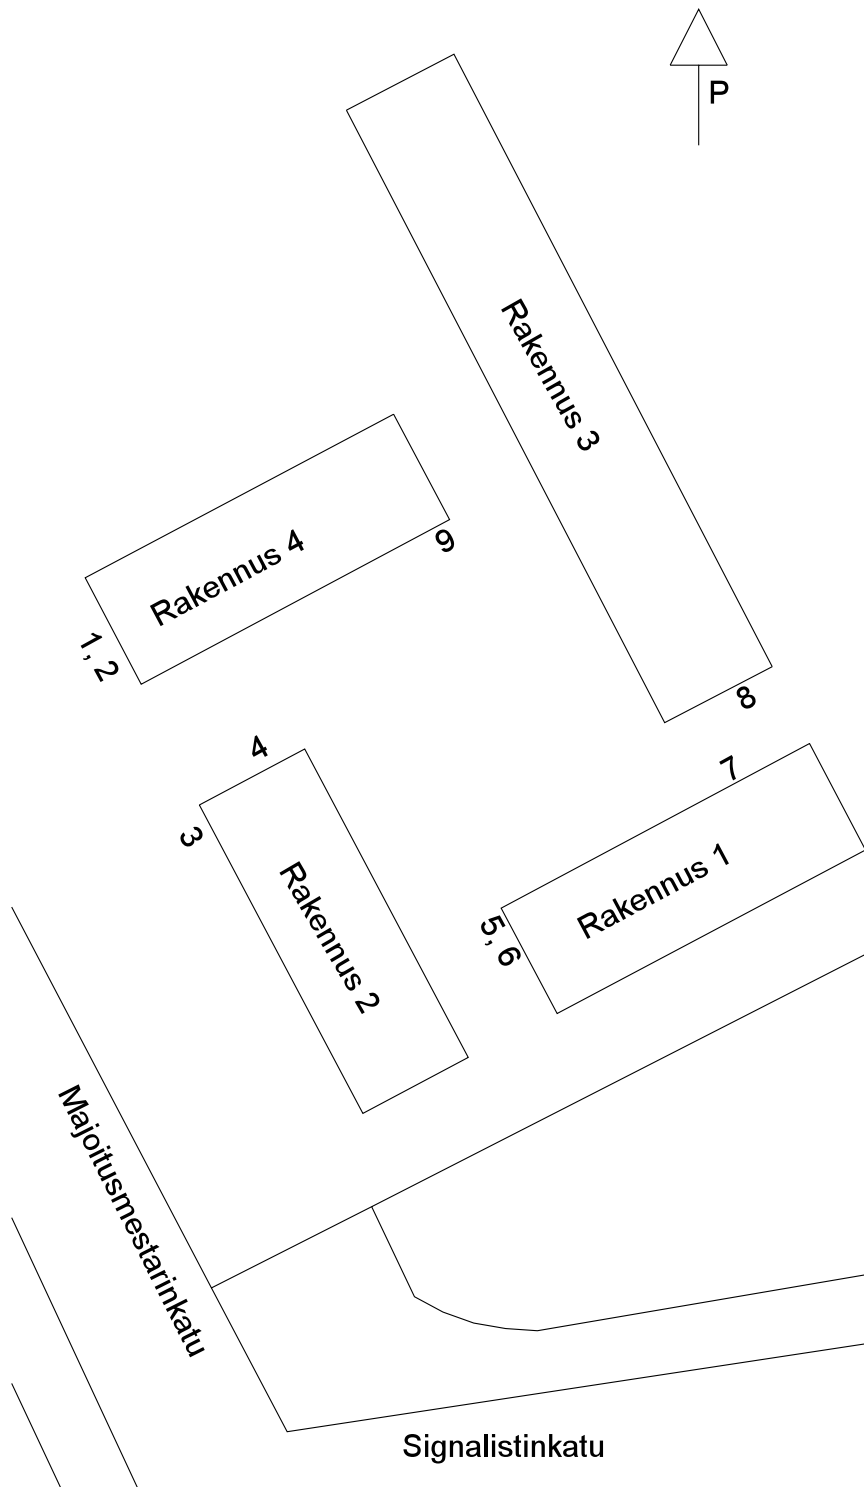 P
Rakennus 3
Rakennus 4
9
1, 2
8
4
7
3
Rakennus 1
Rakennus 2
5, 6
Majoitusmestarinkatu
Signalistinkatu